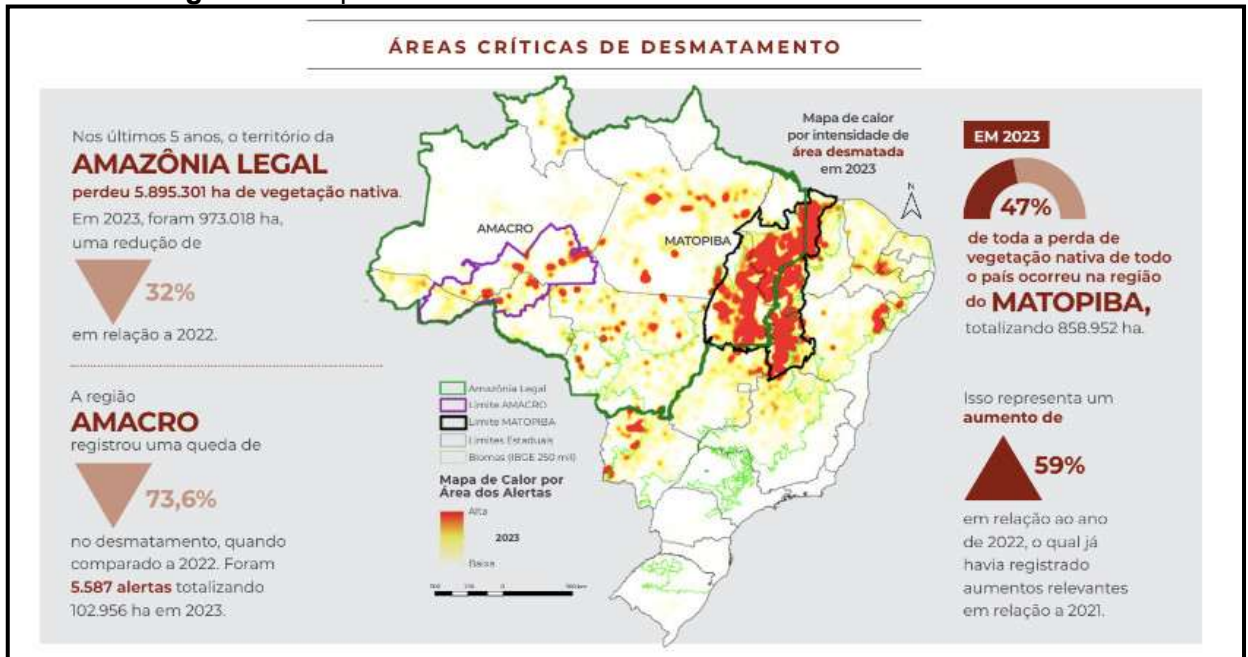 ÁREAS CRÍTICAS DE DESMATAMENTO
Nos últimos 5 anos, o território da
AMAZÔNIA LEGAL
perdeu 5.895.301 ha de vegetação nativa.
Em 2023, foram 973.018 ha,
uma redução de
32%
em relação a 2022.
A região
AMACRO
registrou uma queda de
73,6%
no desmatamento, quando
comparado a 2022. Foram
5.587 alertas totalizando
102.956 ha em 2023.
Mapa de calor
por intensidade de
área desmatada
em 2023
N
AMACRO
MATOPIBA
Amazônia Legal
Limite AMACRO
Limite MATOPIBA
Limites Estaduais
Biomas (IBGE 250 mil)
Mapa de Calor por
Área dos Alertas
Alta
2023
Baixa
EM 2023
47%
de toda a perda de
vegetação nativa de todo
o país ocorreu na região
do MATOPIBA,
totalizando 858.952 ha.
Isso representa um
aumento de
59%
em relação ao ano
de 2022, o qual já
havia registrado
aumentos relevantes
em relação a 2021.